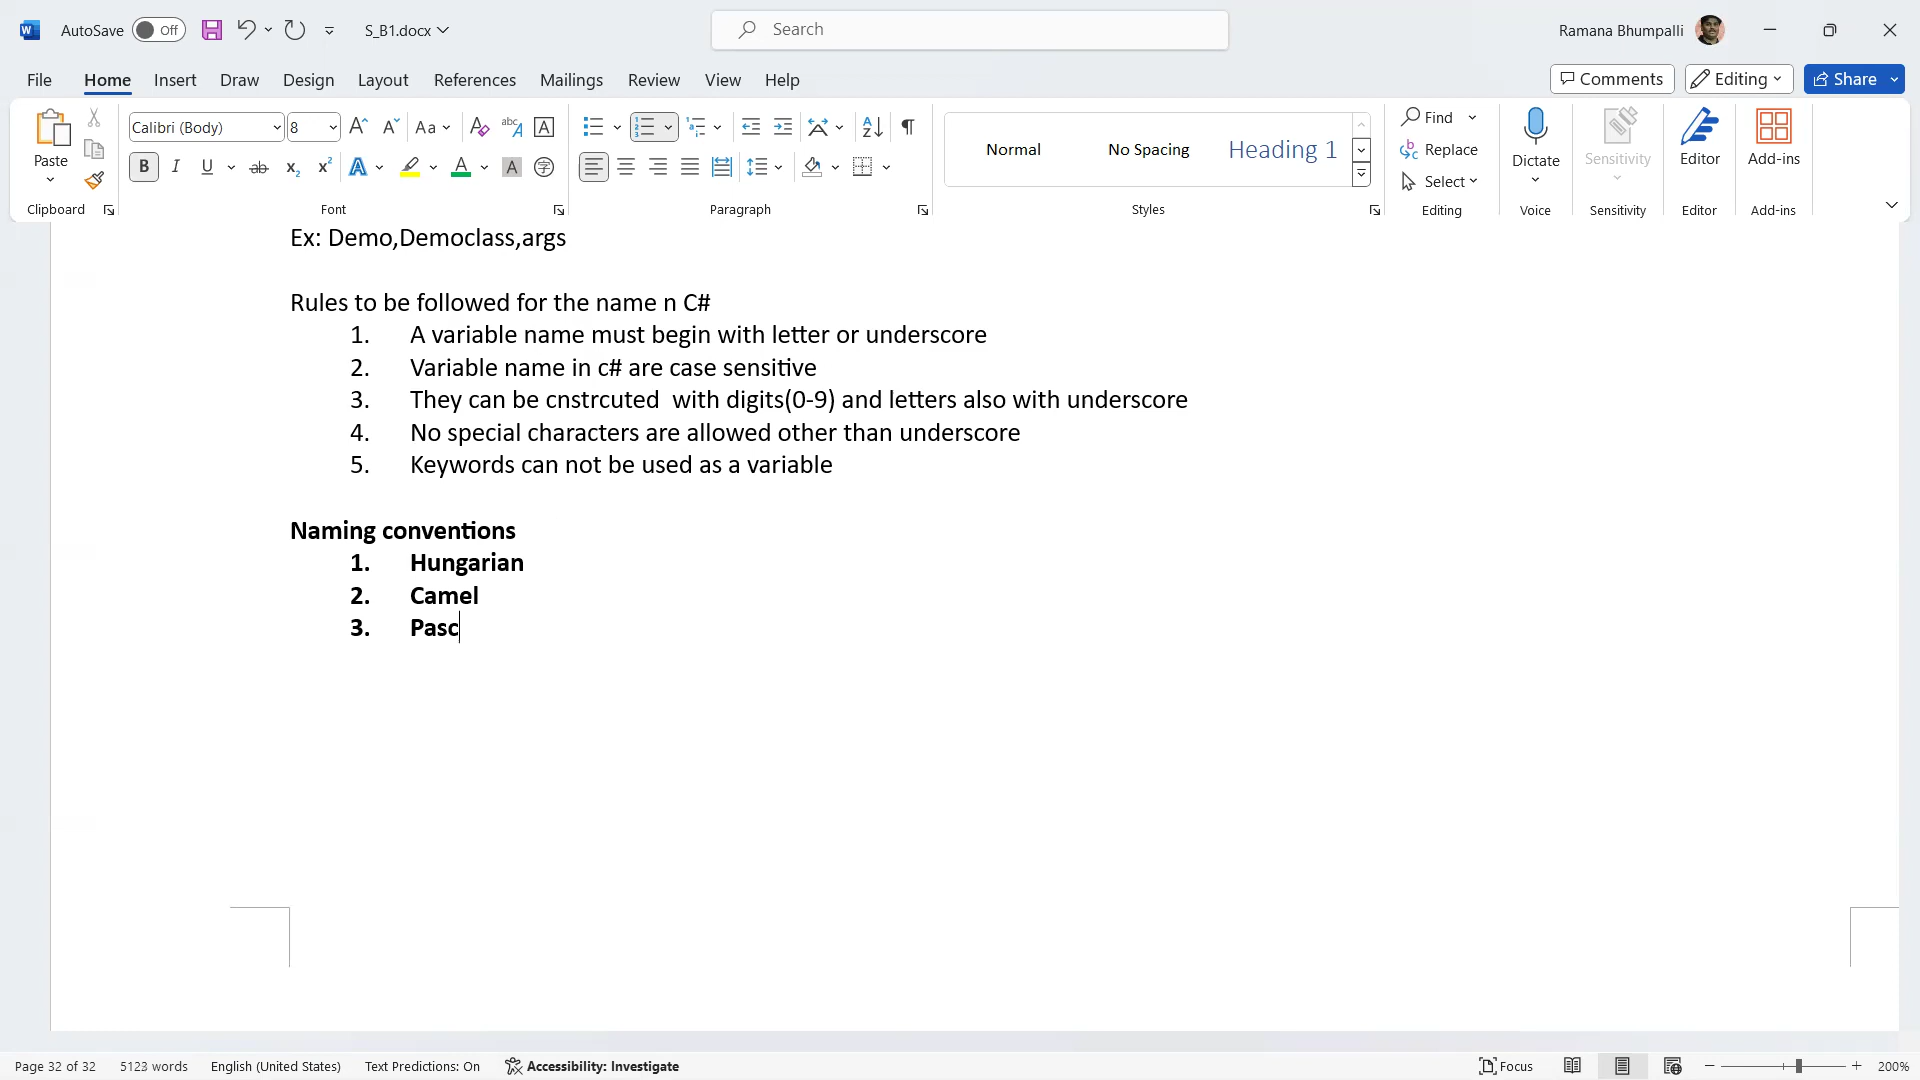 AutoSave Off S_B1.docx Search Ramana Bhumpalli
File Home Insert Draw Design Layout References Mailings Review View Help Comments Editing Share
Paste Calibri (Body) 8 Aa Normal No Spacing Heading 1 Find Replace Select Dictate Sensitivity Editor Add-ins
Clipboard Font Paragraph Styles Editing Voice Sensitivity Editor Add-ins
Ex: Demo,Democlass,args
Rules to be followed for the name n C#
1. A variable name must begin with letter or underscore
2. Variable name in c# are case sensitive
3. They can be cnstrcuted with digits(0-9) and letters also with underscore
4. No special characters are allowed other than underscore
5. Keywords can not be used as a variable
Naming conventions
1. Hungarian
2. Camel
3. Pasc
Page 32 of 32 5123 words English (United States) Text Predictions: On Accessibility: Investigate Focus 200%